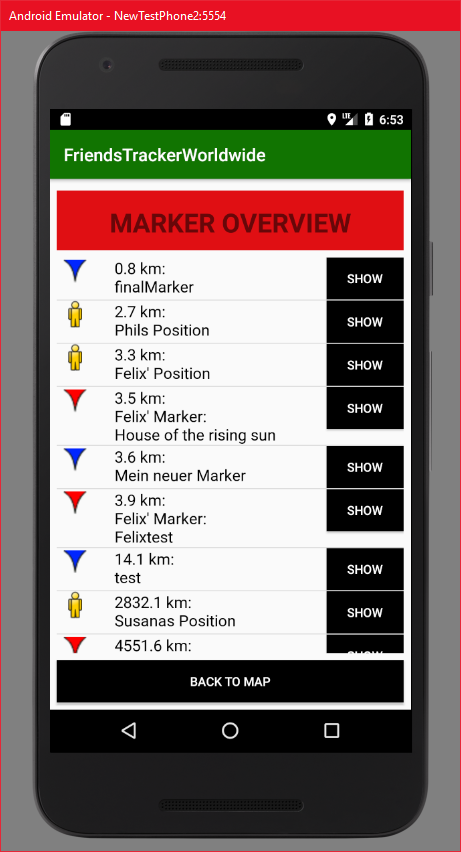 Android Emulator - NewTestPhone2:5554
LTE 6:53
FriendsTrackerWorldwide
MARKER OVERVIEW
0.8 km:
finalMarker
SHOW
2.7 km:
Phils Position
SHOW
3.3 km:
Felix' Position
SHOW
3.5 km:
Felix' Marker:
House of the rising sun
SHOW
3.6 km:
Mein neuer Marker
SHOW
3.9 km:
Felix' Marker:
Felixtest
SHOW
14.1 km:
test
SHOW
2832.1 km:
Susanas Position
SHOW
4551.6 km:
SHOW
BACK TO MAP